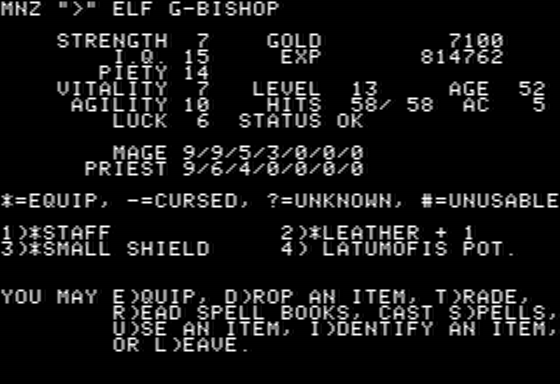 MNZ ">" ELF G-BISHOP
STRENGTH 7 GOLD 7100
I.Q. 15 EXP 814762
PIETY 14
VITALITY 7 LEVEL 13 AGE 52
AGILITY 10 HITS 58/ 58 AC 5
LUCK 6 STATUS OK
MAGE 9/9/5/3/0/0/0
PRIEST 9/6/4/0/0/0/0
*=EQUIP, -=CURSED, ?=UNKNOWN, #=UNUSABLE
1)*STAFF 2)*LEATHER + 1
3)*SMALL SHIELD 4) LATUMOFIS POT.
YOU MAY E)QUIP, D)ROP AN ITEM, T)RADE,
R)EAD SPELL BOOKS, CAST S)PELLS,
U)SE AN ITEM, I)DENTIFY AN ITEM,
OR L)EAVE.